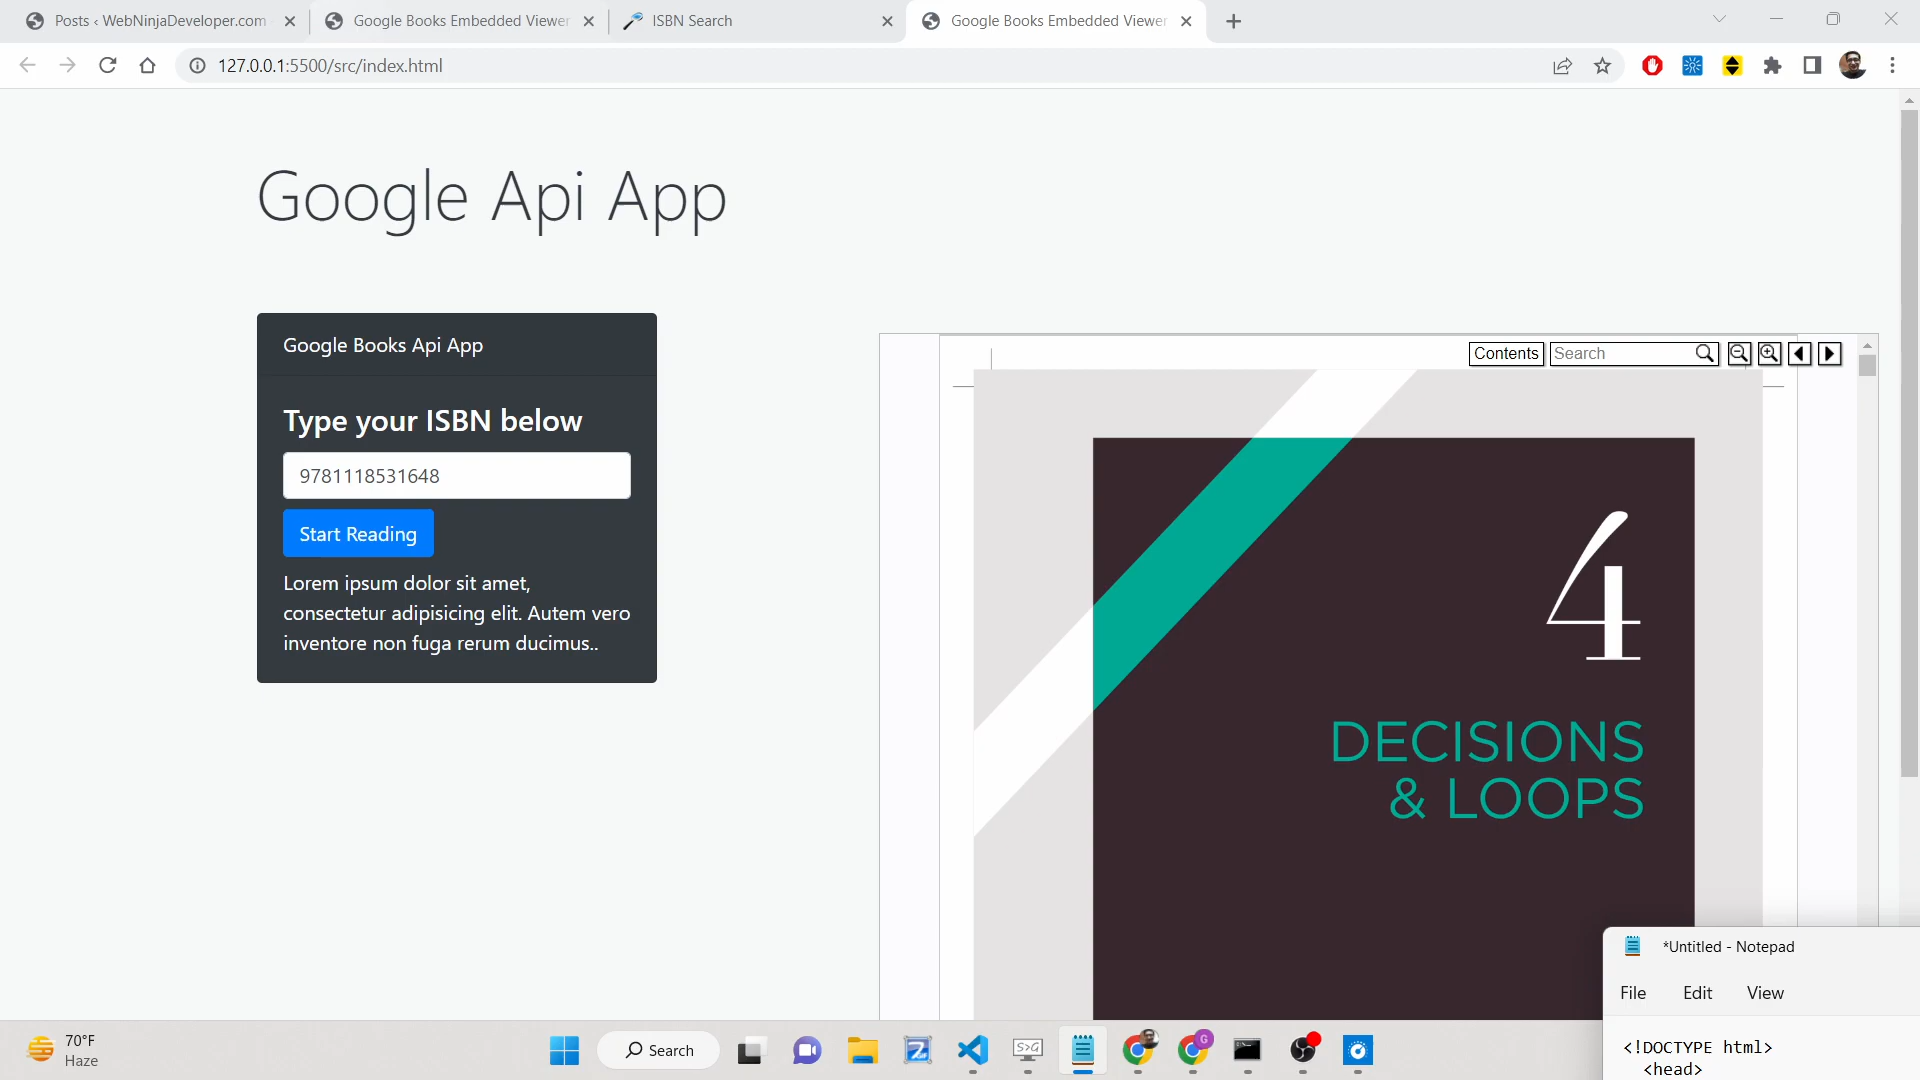 Posts ‹ WebNinjaDeveloper.com
Google Books Embedded Viewer
ISBN Search
Google Books Embedded Viewer
127.0.0.1:5500/src/index.html
Google Api App
Google Books Api App
Type your ISBN below
9781118531648
Start Reading
Lorem ipsum dolor sit amet,
consectetur adipisicing elit. Autem vero
inventore non fuga rerum ducimus..
Contents
Search
4
DECISIONS
& LOOPS
*Untitled - Notepad
File Edit View
<!DOCTYPE html>
<head>
70°F
Haze
Search
S>G
G